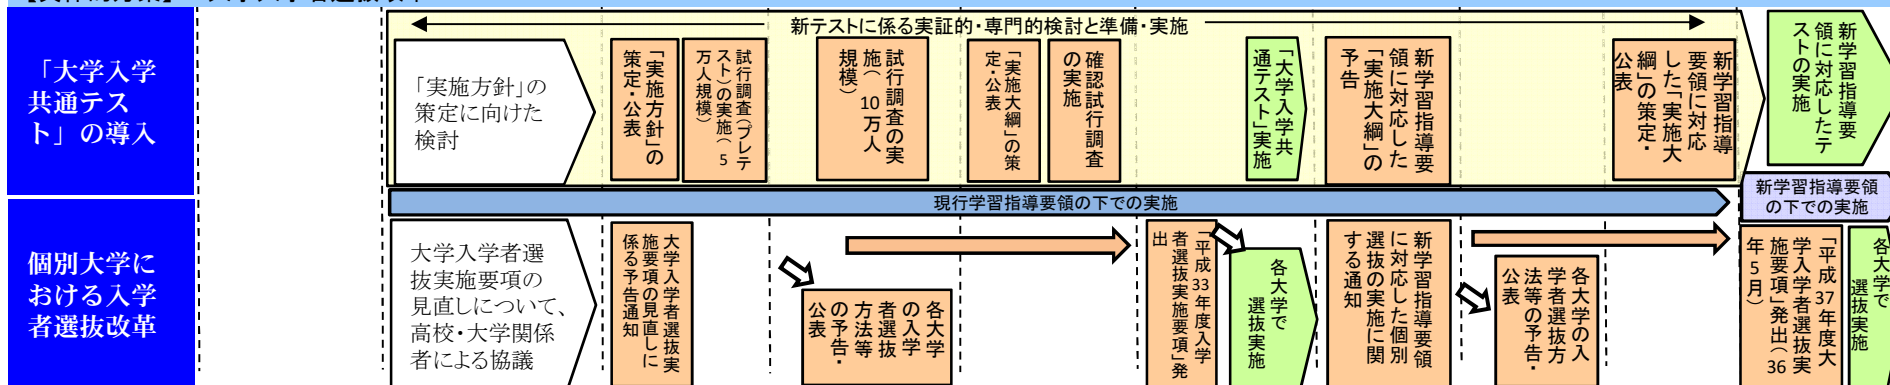 新テストに係る実証的・専門的検討と準備・実施
「大学入学
共通テス
ト」の導入
「実施方針」の
策定に向けた
検討
「実施方針」の
策定・公表
試行調査(プレテ
スト)の実施(5
万人規模)
試行調査の実
施(10万人
規模)
「実施大綱」の策
定・公表
確認試行調査
の実施
「大学入学共
通テスト」実施
新学習指導要
領に対応した
「実施大綱」の
予告
新学習指導
要領に対応
した「実施大
綱」の策定・
公表
新学習指導要
領に対応したテ
ストの実施
現行学習指導要領の下での実施
新学習指導要領
の下での実施
個別大学に
おける入学
者選抜改革
大学入学者選
抜実施要項の
見直しについて、
高校・大学関係
者による協議
大学入学者選抜実
施要項の見直しに
係る予告通知
各大学
の入学
者選抜
方法等
の予告・
公表
「平成33年度入学
者選抜実施要項」発
出
各大学で
選抜実施
新学習指導要領
に対応した個別
選抜の実施に関
する通知
各大学の入
学者選抜方
法等の予告・
公表
「平成37年度大
学入学者選抜実
施要項」発出(36
年5月)
各大学で
選抜実施